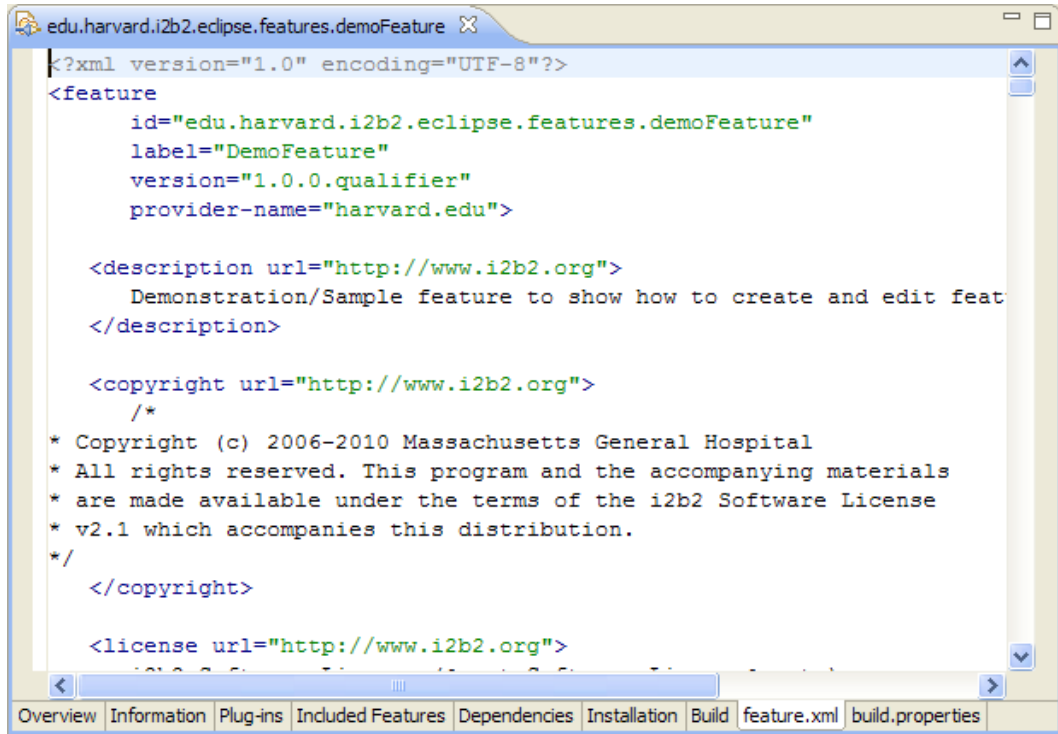 edu.harvard.i2b2.eclipse.features.demoFeature
<?xml version="1.0" encoding="UTF-8"?>
<feature
id="edu.harvard.i2b2.eclipse.features.demoFeature"
label="DemoFeature"
version="1.0.0.qualifier"
provider-name="harvard.edu">
<description url="http://www.i2b2.org">
Demonstration/Sample feature to show how to create and edit feat
</description>
<copyright url="http://www.i2b2.org">
/*
* Copyright (c) 2006-2010 Massachusetts General Hospital
* All rights reserved. This program and the accompanying materials
* are made available under the terms of the i2b2 Software License
* v2.1 which accompanies this distribution.
*/
</copyright>
<license url="http://www.i2b2.org">
Overview Information Plug-ins Included Features Dependencies Installation Build feature.xml build.properties